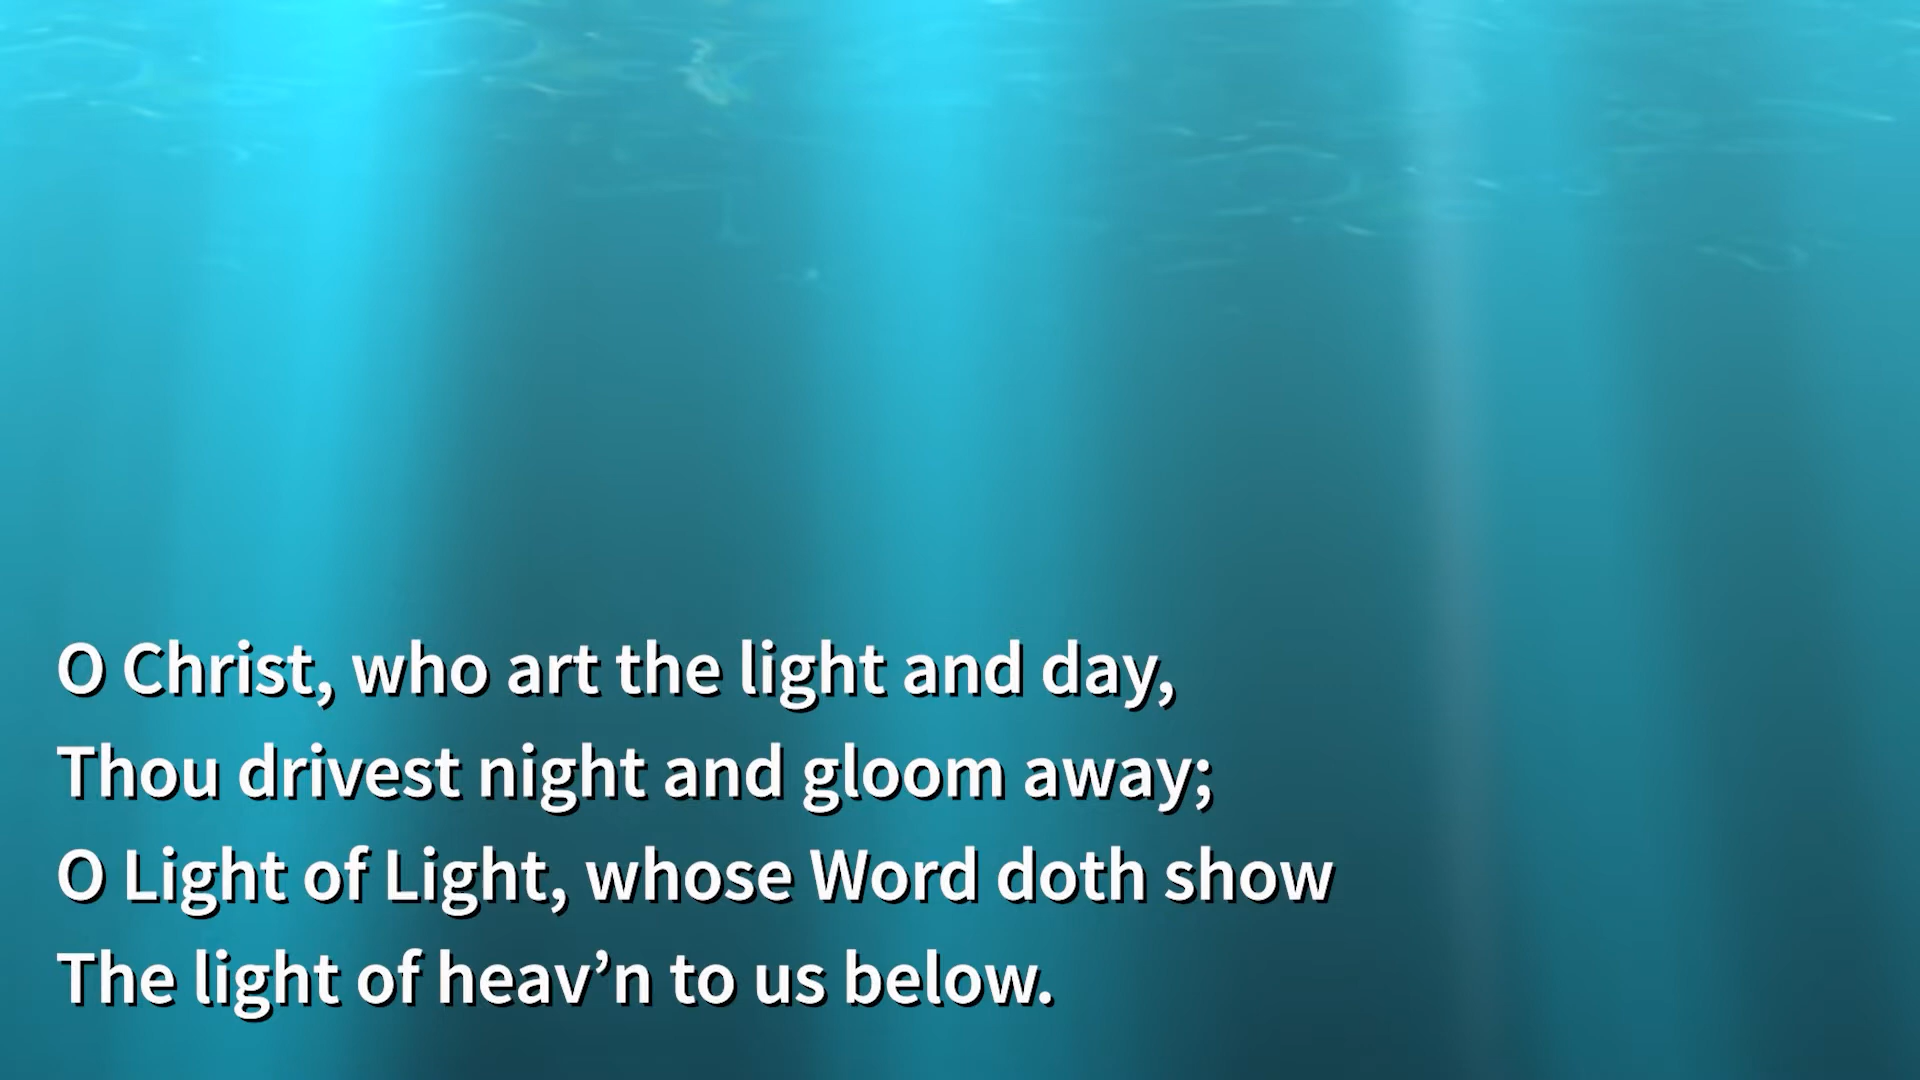 O Christ, who art the light and day,
Thou drivest night and gloom away;
O Light of Light, whose Word doth show
The light of heav’n to us below.